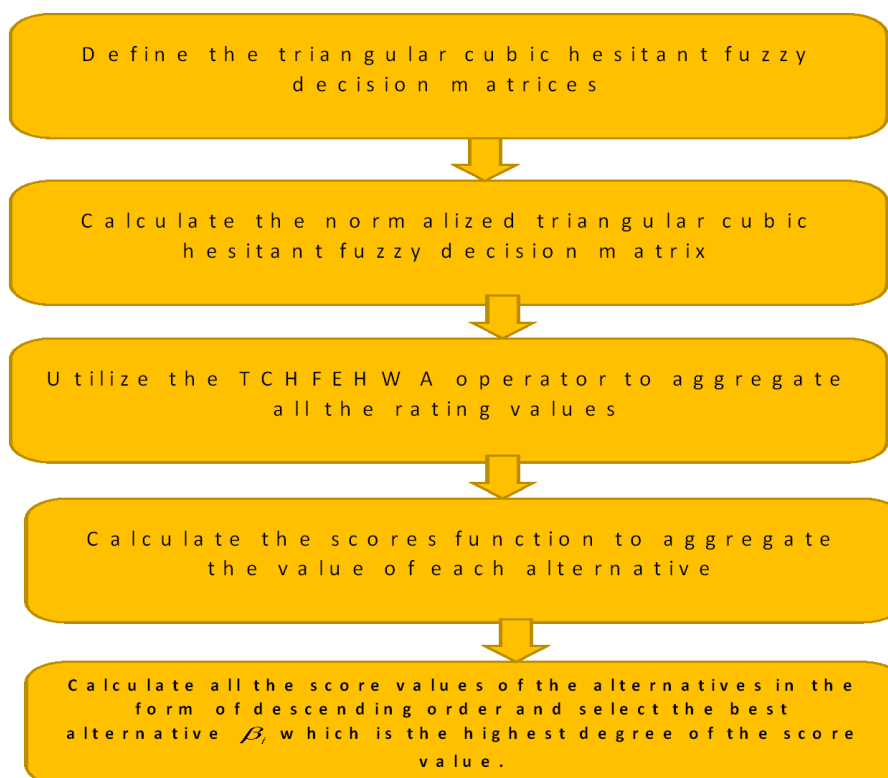 Define the triangular cubic hesitant fuzzy
decision matrices
Calculate the normalized triangular cubic
hesitant fuzzy decision matrix
Utilize the TCHFEHWA operator to aggregate
all the rating values
Calculate the scores function to aggregate
the value of each alternative
Calculate all the score values of the alternatives in the
form of descending order and select the best
alternative βᵢ which is the highest degree of the score
value.